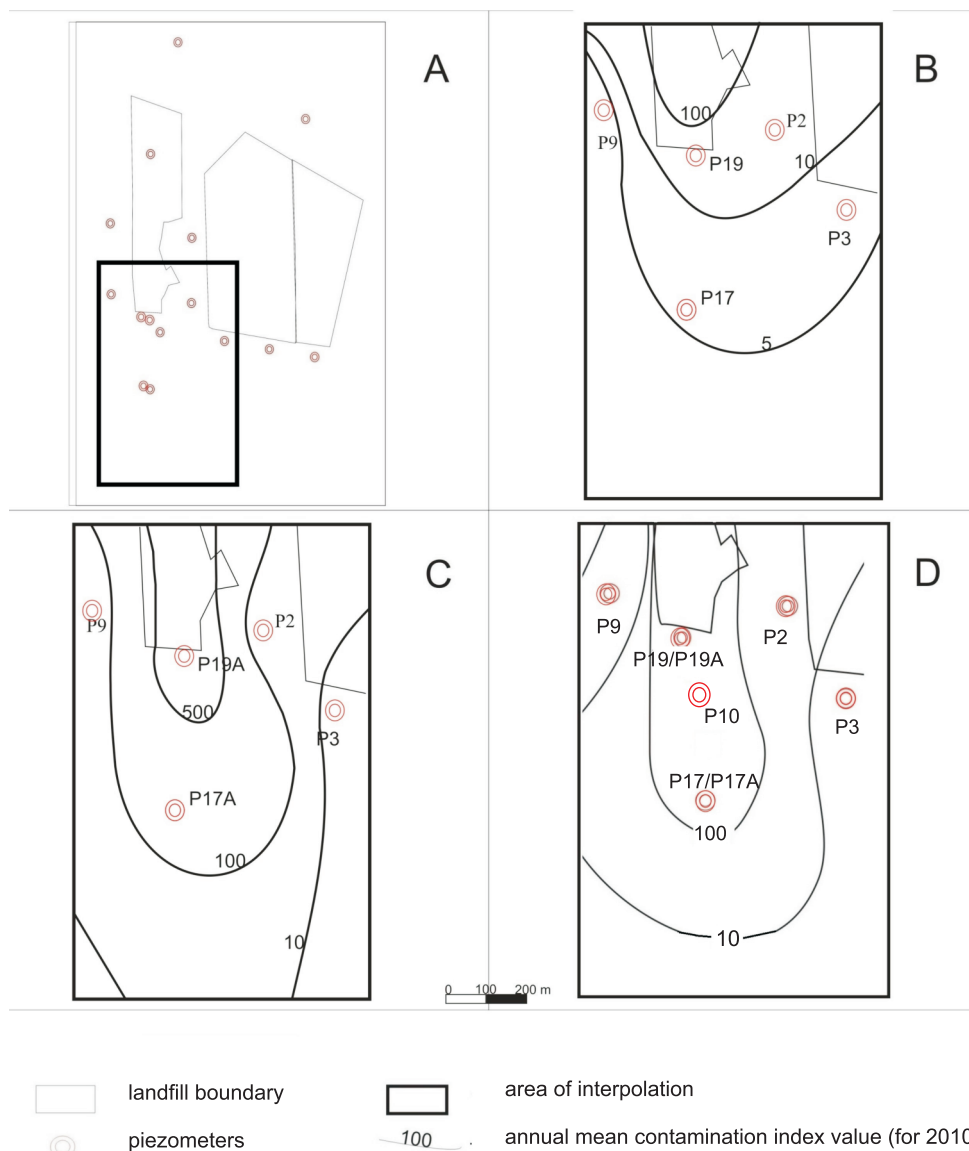 A
B
100
P2
P9
P19
10
P3
P17
5
C
D
P9
P2
P19A
500
P3
P17A
100
10
P9
P2
P19/P19A
P10
P3
P17/P17A
100
10
0 100 200 m
landfill boundary
area of interpolation
piezometers
100
annual mean contamination index value (for 2010